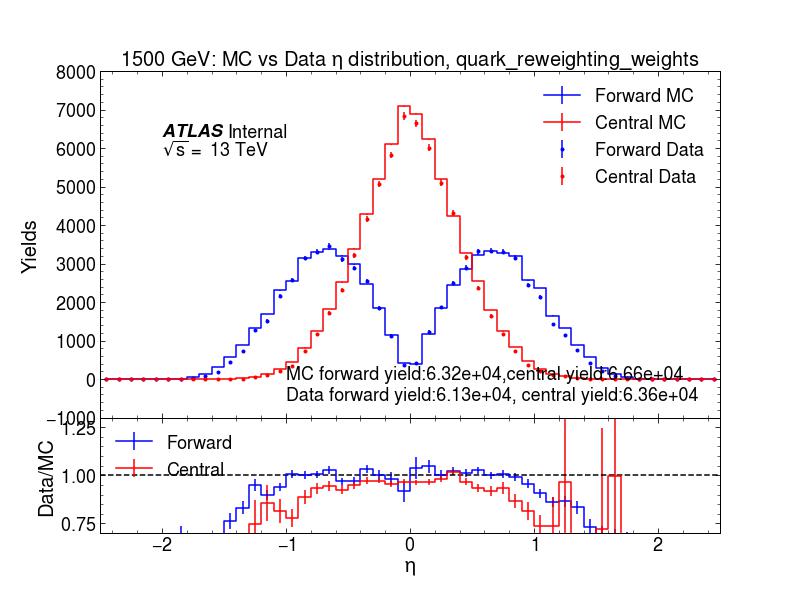 1500 GeV: MC vs Data η distribution, quark_reweighting_weights
8000
7000
6000
5000
4000
3000
2000
1000
0
−1000
Yields
ATLAS Internal
√s = 13 TeV
Forward MC
Central MC
Forward Data
Central Data
MC forward yield:6.32e+04,central yield:6.66e+04
Data forward yield:6.13e+04, central yield:6.36e+04
1.25
1.00
0.75
Data/MC
Forward
Central
−2
−1
0
1
2
η